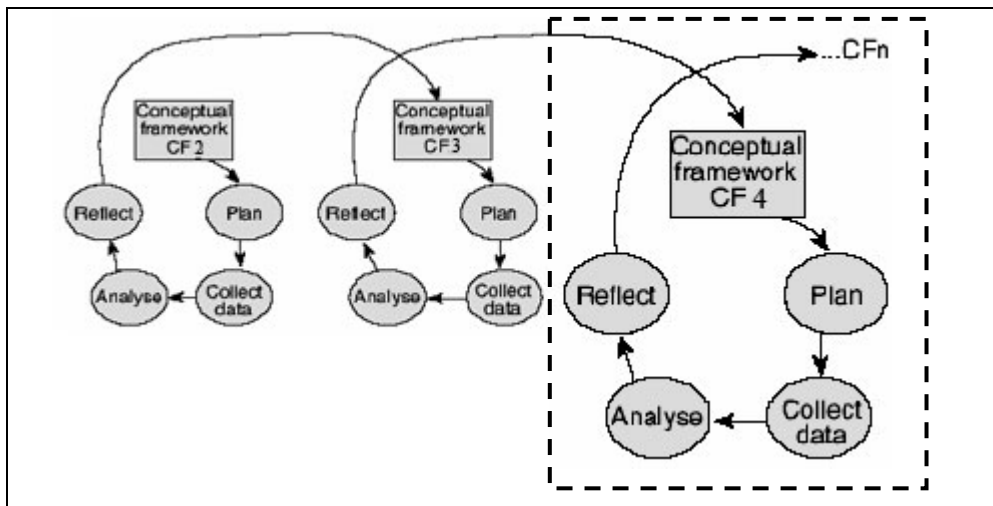 ...CFn
Conceptual
framework
CF 2
Reflect
Plan
Analyse
Collect
data
Conceptual
framework
CF3
Reflect
Plan
Analyse
Collect
data
Conceptual
framework
CF 4
Reflect
Plan
Analyse
Collect
data